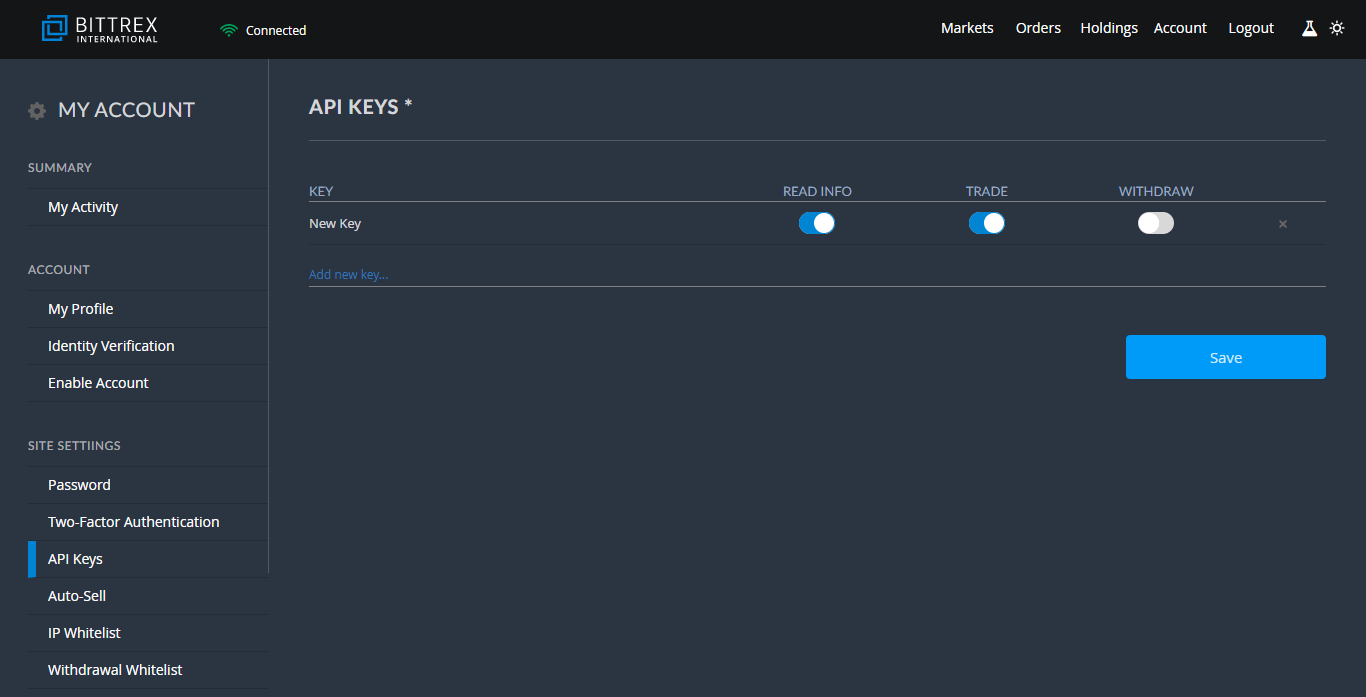 BITTREX
INTERNATIONAL
Connected
Markets Orders Holdings Account Logout
MY ACCOUNT
SUMMARY
My Activity
ACCOUNT
My Profile
Identity Verification
Enable Account
SITE SETTIINGS
Password
Two-Factor Authentication
API Keys
Auto-Sell
IP Whitelist
Withdrawal Whitelist
API KEYS *
KEY READ INFO TRADE WITHDRAW
New Key
Add new key...
Save